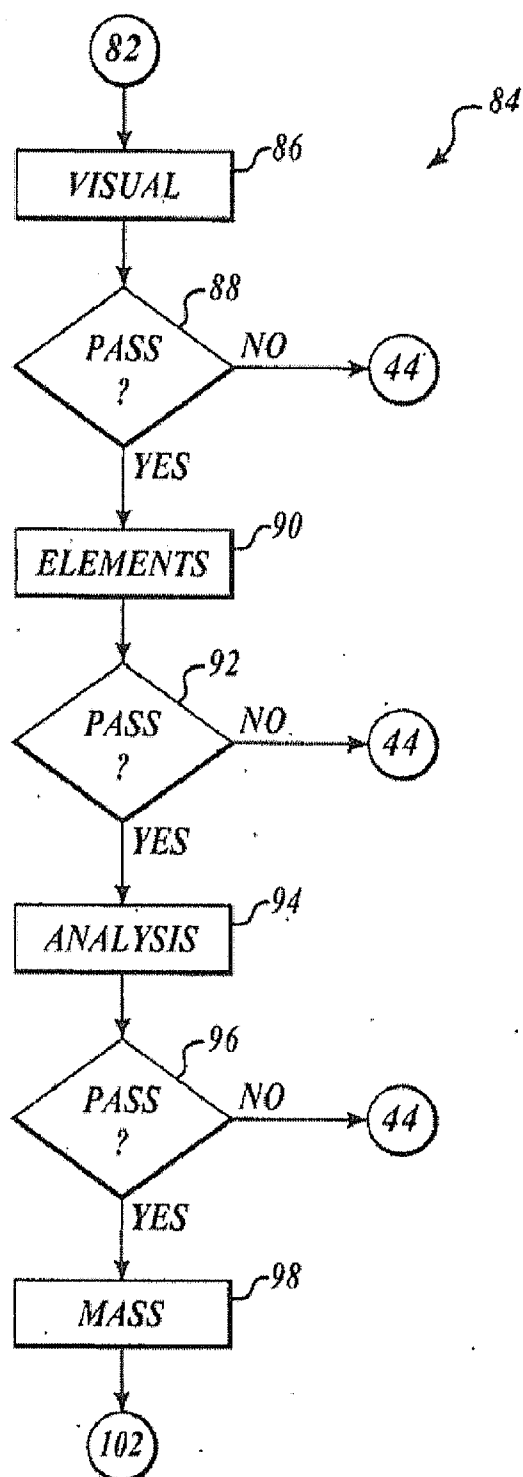 82
84
86
VISUAL
88
PASS
?
NO
44
YES
90
ELEMENTS
92
PASS
?
NO
44
YES
94
ANALYSIS
96
PASS
?
NO
44
YES
98
MASS
102